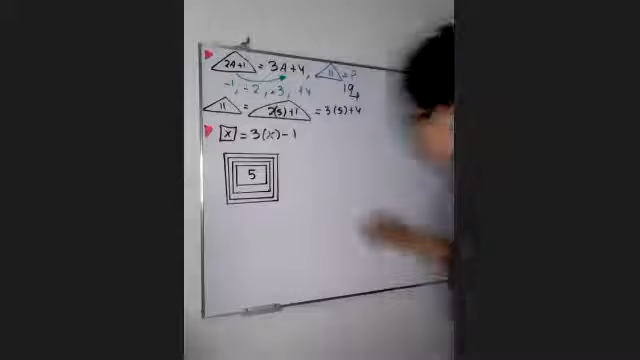 2A+1 = 3A+4, 11 = ?
-1, ÷2, ×3, +4 19
11 = 2(5)+1 = 3(5)+4
x = 3(x)-1
5